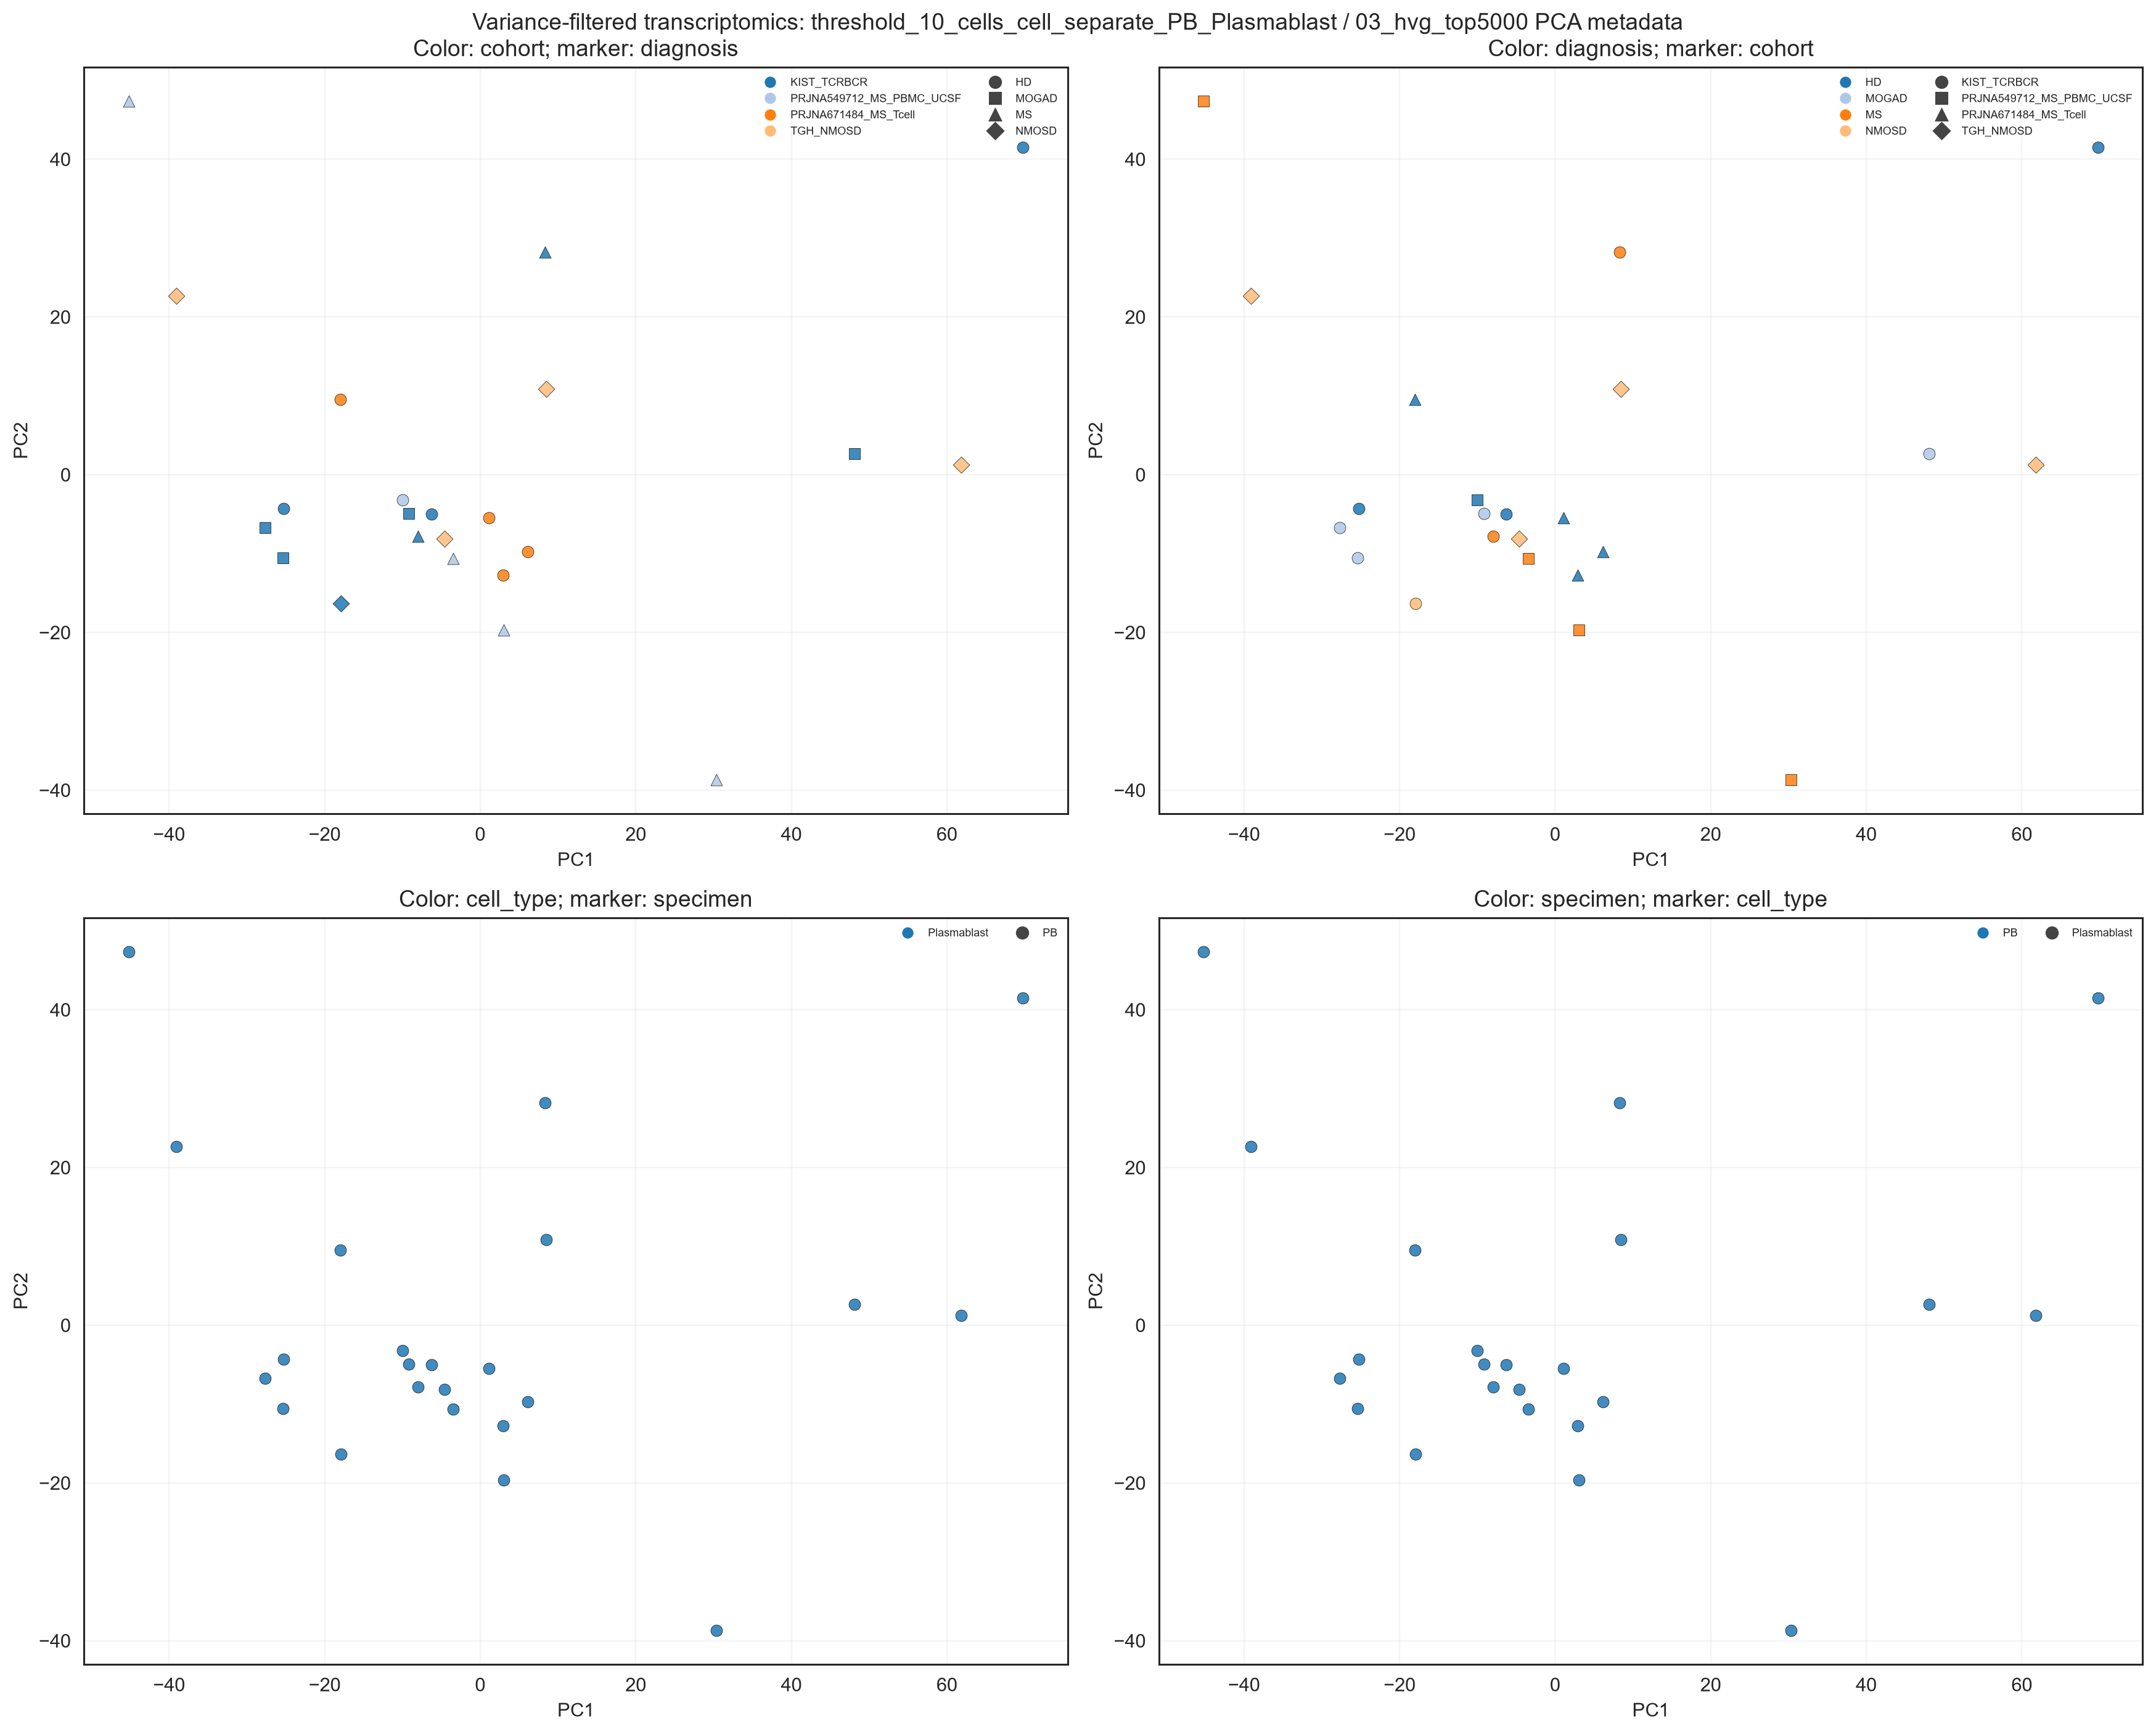 Variance-filtered transcriptomics: threshold_10_cells_cell_separate_PB_Plasmablast / 03_hvg_top5000 PCA metadata
Color: cohort; marker: diagnosis
KIST_TCRBCR
PRJNA549712_MS_PBMC_UCSF
PRJNA671484_MS_Tcell
TGH_NMOSD
HD
MOGAD
MS
NMOSD
40
20
0
−20
−40
PC2
−40 −20 0 20 40 60
PC1
Color: diagnosis; marker: cohort
HD
MOGAD
MS
NMOSD
KIST_TCRBCR
PRJNA549712_MS_PBMC_UCSF
PRJNA671484_MS_Tcell
TGH_NMOSD
40
20
0
−20
−40
PC2
−40 −20 0 20 40 60
PC1
Color: cell_type; marker: specimen
Plasmablast
PB
40
20
0
−20
−40
PC2
−40 −20 0 20 40 60
PC1
Color: specimen; marker: cell_type
PB
Plasmablast
40
20
0
−20
−40
PC2
−40 −20 0 20 40 60
PC1